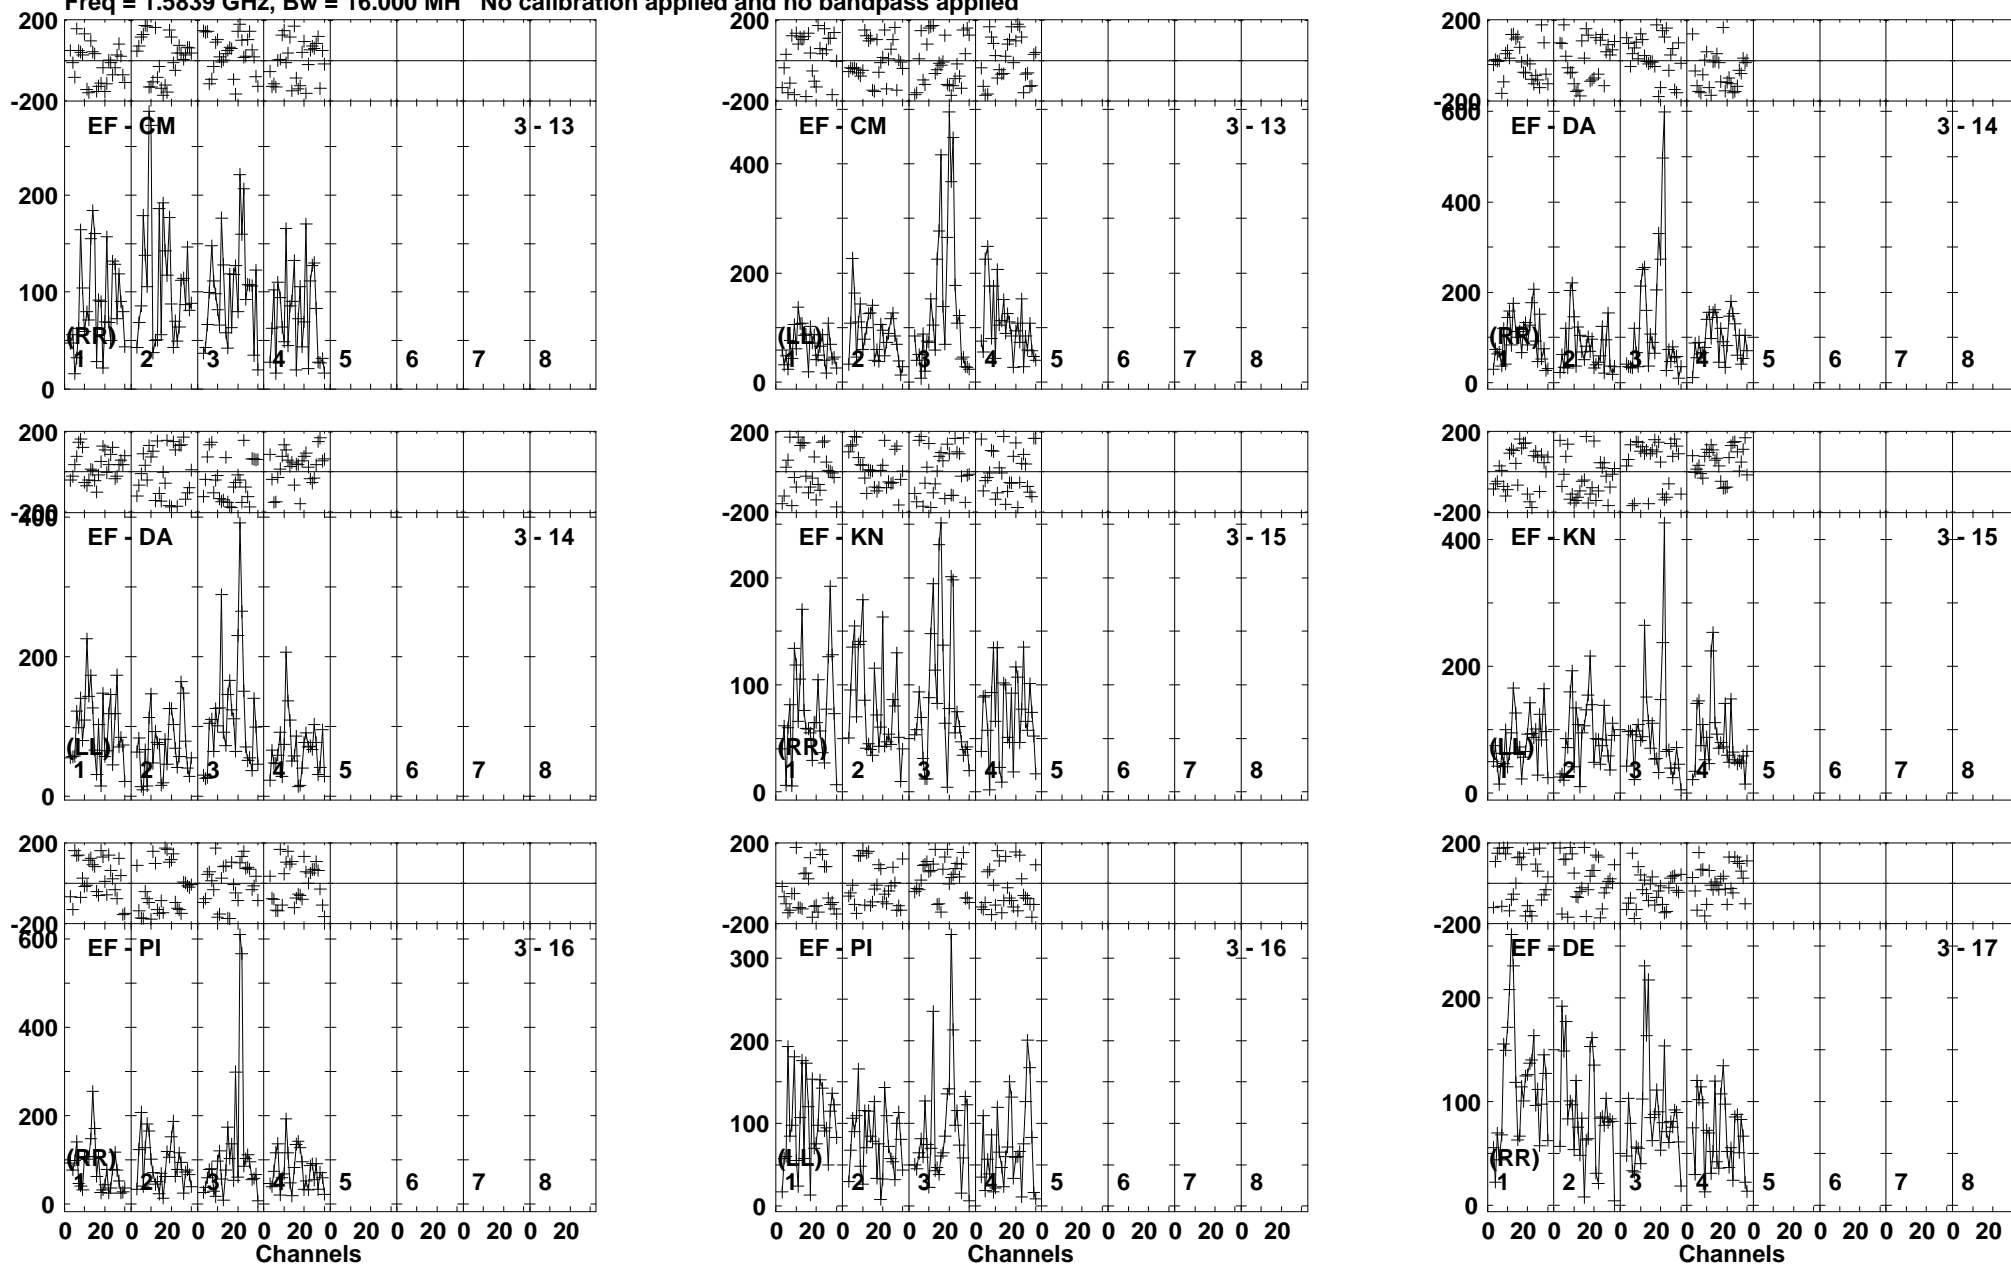 Freq = 1.5839 GHz, Bw = 16.000 MH No calibration applied and no bandpass applied
200 200 200
-200 -200 -200
EF - CM 3 - 13 EF - CM 3 - 13 600 EF - DA 3 - 14
400 400
200 200 200
100
(RR) (LL) (RR)
1 2 3 4 5 6 7 8 1 2 3 4 5 6 7 8 1 2 3 4 5 6 7 8
0 0 0
200 200 200
-200 -200 -200
400 EF - DA 3 - 14 EF - KN 3 - 15 EF - KN 3 - 15
400
200 200 200
100
(LL) (RR) (LL)
1 2 3 4 5 6 7 8 1 2 3 4 5 6 7 8 1 2 3 4 5 6 7 8
0 0 0
200 200 200
-200 -200 -200
600 EF - PI 3 - 16 EF - PI 3 - 16 EF - DE 3 - 17
300
400 200 200
200 100 100
(RR) (LL) (RR)
1 2 3 4 5 6 7 8 1 2 3 4 5 6 7 8 1 2 3 4 5 6 7 8
0 0 0
0 20 0 20 0 20 0 20 0 20 0 20 0 20 0 20 0 20 0 20 0 20 0 20 0 20 0 20 0 20 0 20 0 20 0 20 0 20 0 20 0 20 0 20 0 20 0 20
Channels Channels Channels